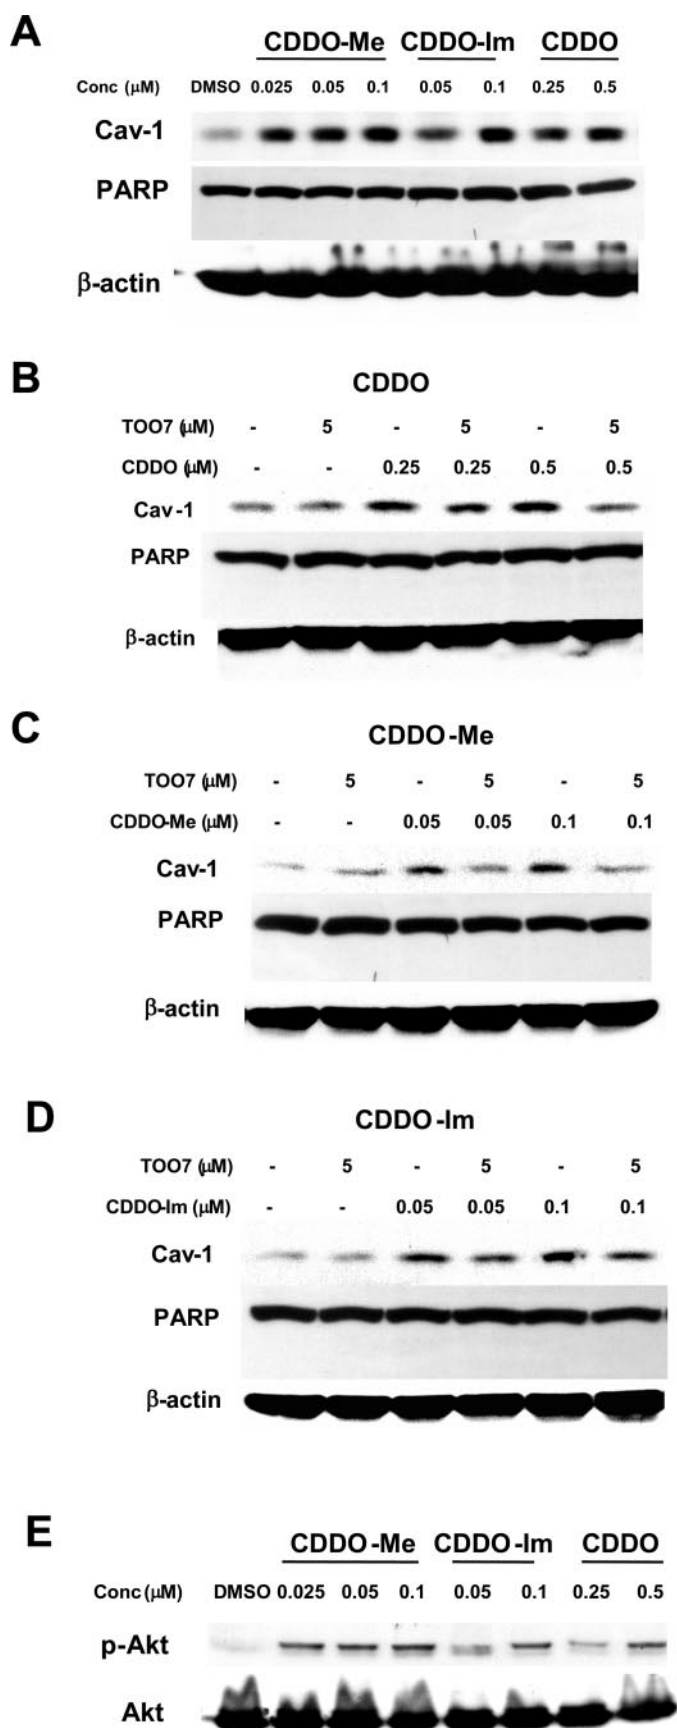 A
CDDO-Me CDDO-Im CDDO
Conc (μM) DMSO 0.025 0.05 0.1 0.05 0.1 0.25 0.5
Cav-1
PARP
β-actin
B
CDDO
TOO7 (μM) - 5 - 5 - 5
CDDO (μM) - - 0.25 0.25 0.5 0.5
Cav-1
PARP
β-actin
C
CDDO-Me
TOO7 (μM) - 5 - 5 - 5
CDDO-Me (μM) - - 0.05 0.05 0.1 0.1
Cav-1
PARP
β-actin
D
CDDO-Im
TOO7 (μM) - 5 - 5 - 5
CDDO-Im (μM) - - 0.05 0.05 0.1 0.1
Cav-1
PARP
β-actin
E
CDDO-Me CDDO-Im CDDO
Conc (μM) DMSO 0.025 0.05 0.1 0.05 0.1 0.25 0.5
p-Akt
Akt